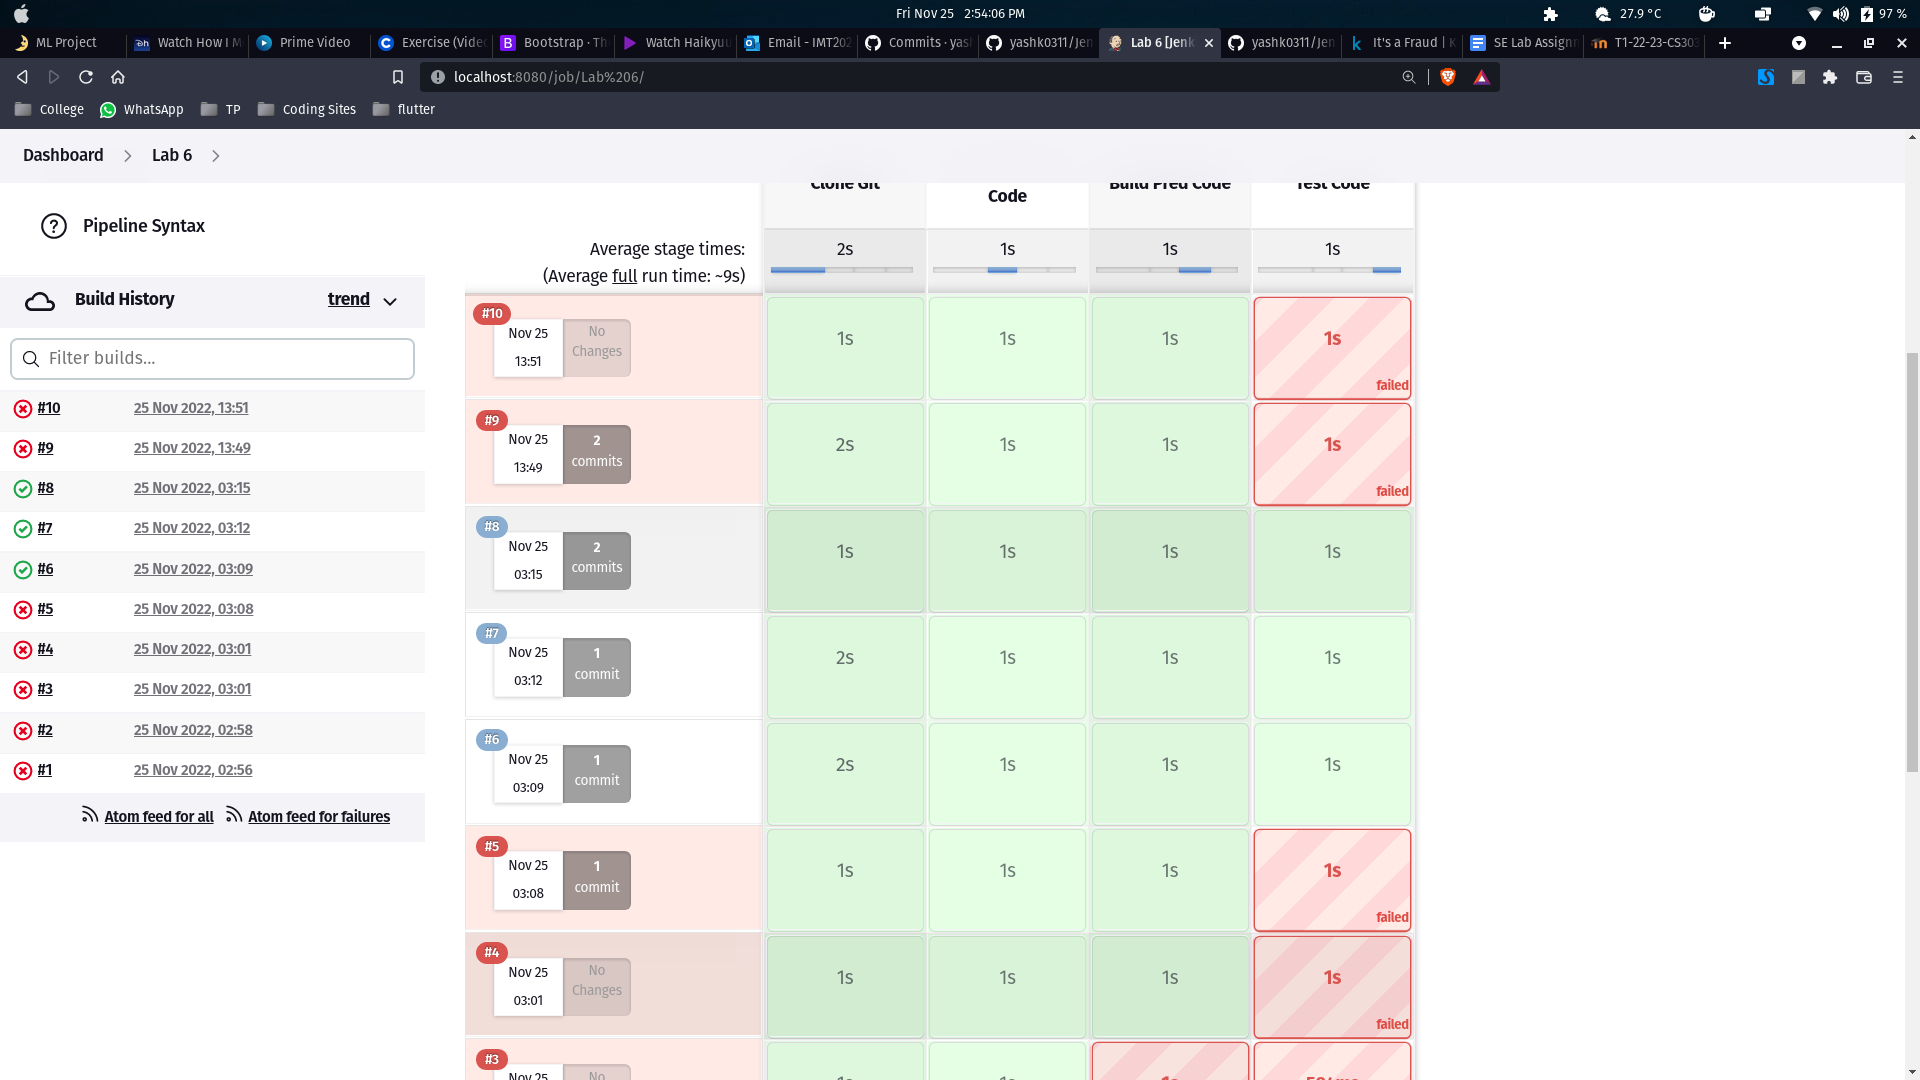 Fri Nov 25 2:54:06 PM
27.9 °C
97 %
ML Project
Watch How I M
Prime Video
Exercise (Vide
Bootstrap · Th
Watch Haikyuu
Email - IMT202
Commits · yash
yashk0311/Jen
Lab 6 [Jenk
yashk0311/Jen
It's a Fraud | K
SE Lab Assignm
T1-22-23-CS303
localhost:8080/job/Lab%206/
College
WhatsApp
TP
Coding Sites
flutter
Dashboard
Lab 6
Pipeline Syntax
Build History
trend
Filter builds...
#10 25 Nov 2022, 13:51
#9 25 Nov 2022, 13:49
#8 25 Nov 2022, 03:15
#7 25 Nov 2022, 03:12
#6 25 Nov 2022, 03:09
#5 25 Nov 2022, 03:08
#4 25 Nov 2022, 03:01
#3 25 Nov 2022, 03:01
#2 25 Nov 2022, 02:58
#1 25 Nov 2022, 02:56
Atom feed for all
Atom feed for failures
Clone Git
Code
Build Pred Code
Test Code
Average stage times:
(Average full run time: ~9s)
2s 1s 1s 1s
#10
Nov 25
13:51
No
Changes
1s 1s 1s 1s
failed
#9
Nov 25
13:49
2
commits
2s 1s 1s 1s
failed
#8
Nov 25
03:15
2
commits
1s 1s 1s 1s
#7
Nov 25
03:12
1
commit
2s 1s 1s 1s
#6
Nov 25
03:09
1
commit
2s 1s 1s 1s
#5
Nov 25
03:08
1
commit
1s 1s 1s 1s
failed
#4
Nov 25
03:01
No
Changes
1s 1s 1s 1s
failed
#3
Nov 25
No